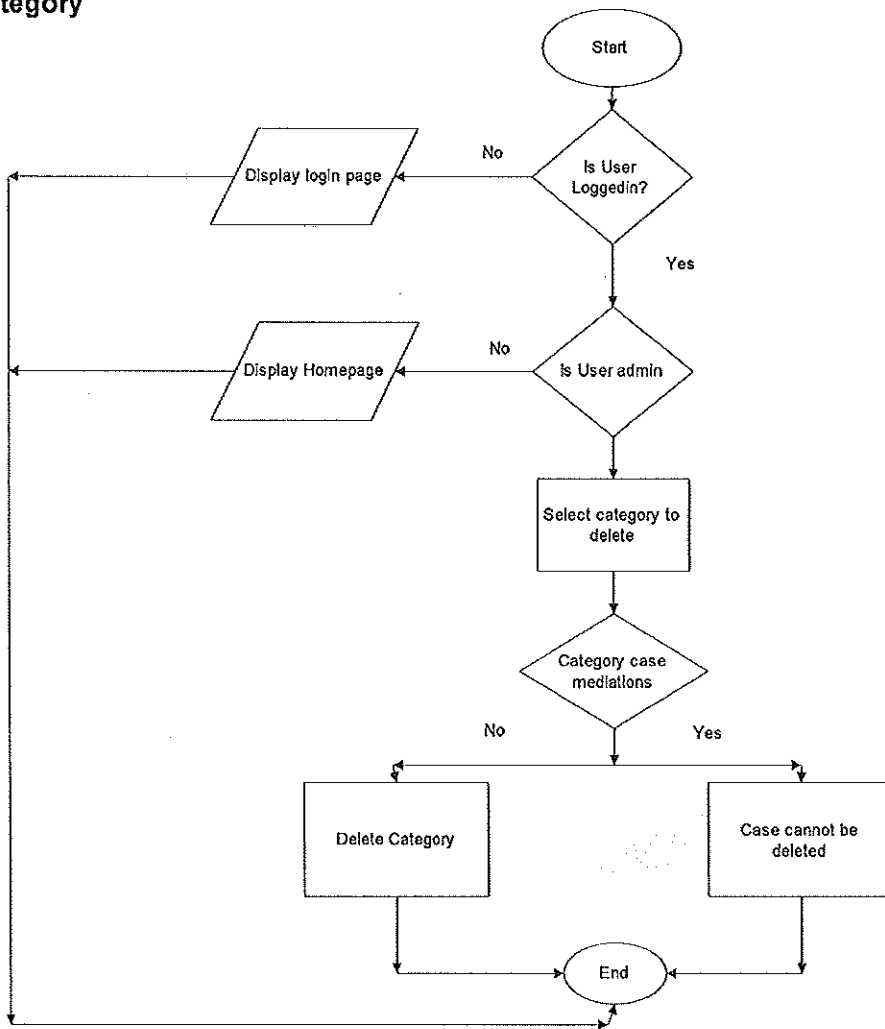 tegory
Start
Is User
Loggedin?
No
Display login page
Yes
Is User admin
No
Display Homepage
Select category to
delete
Category case
mediations
No
Yes
Delete Category
Case cannot be
deleted
End